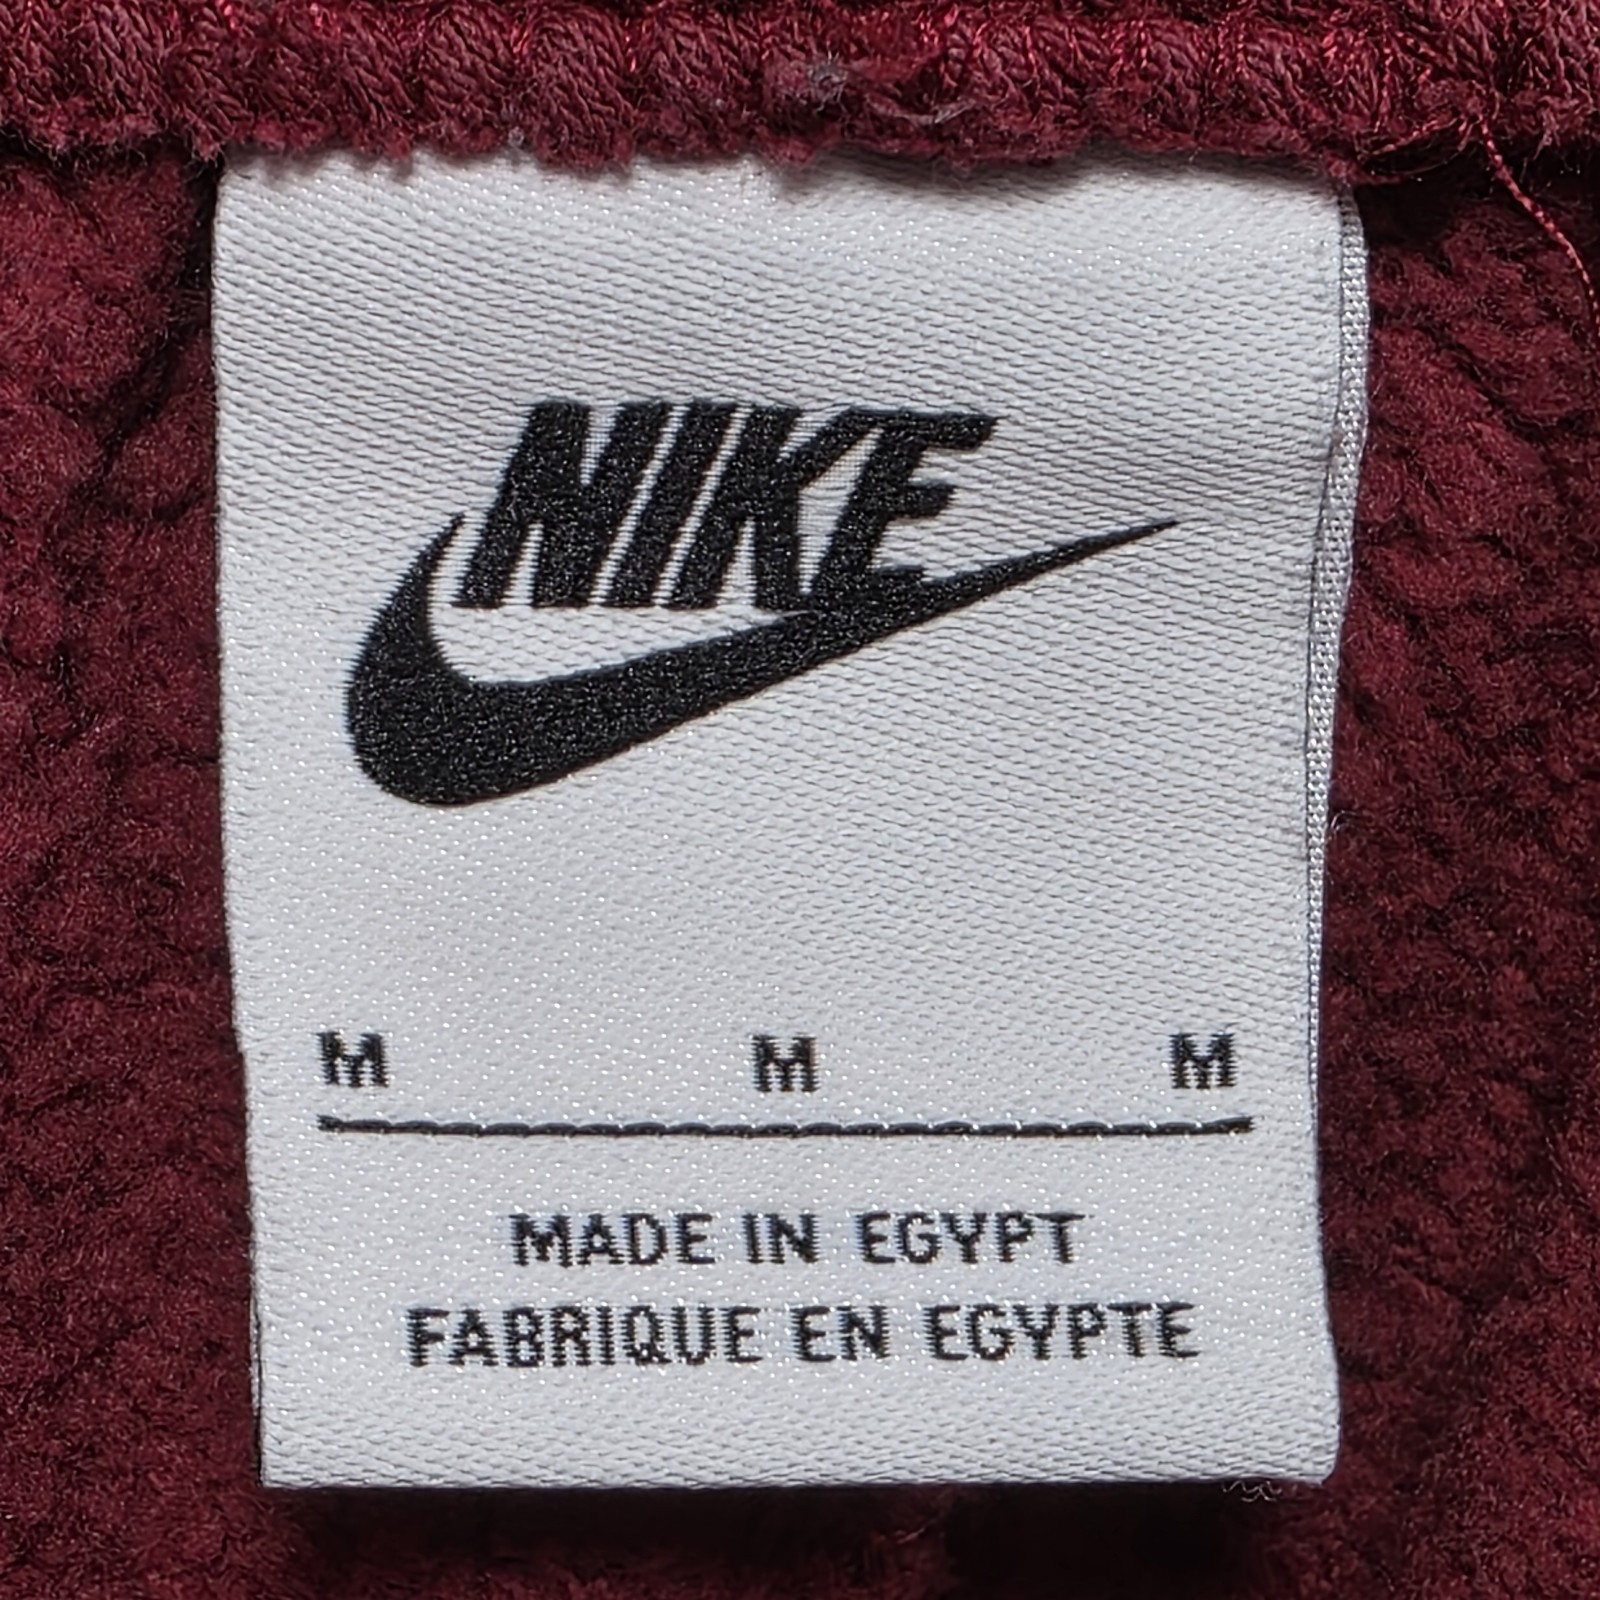 NIKE
M M M
MADE IN EGYPT
FABRIQUE EN EGYPTE